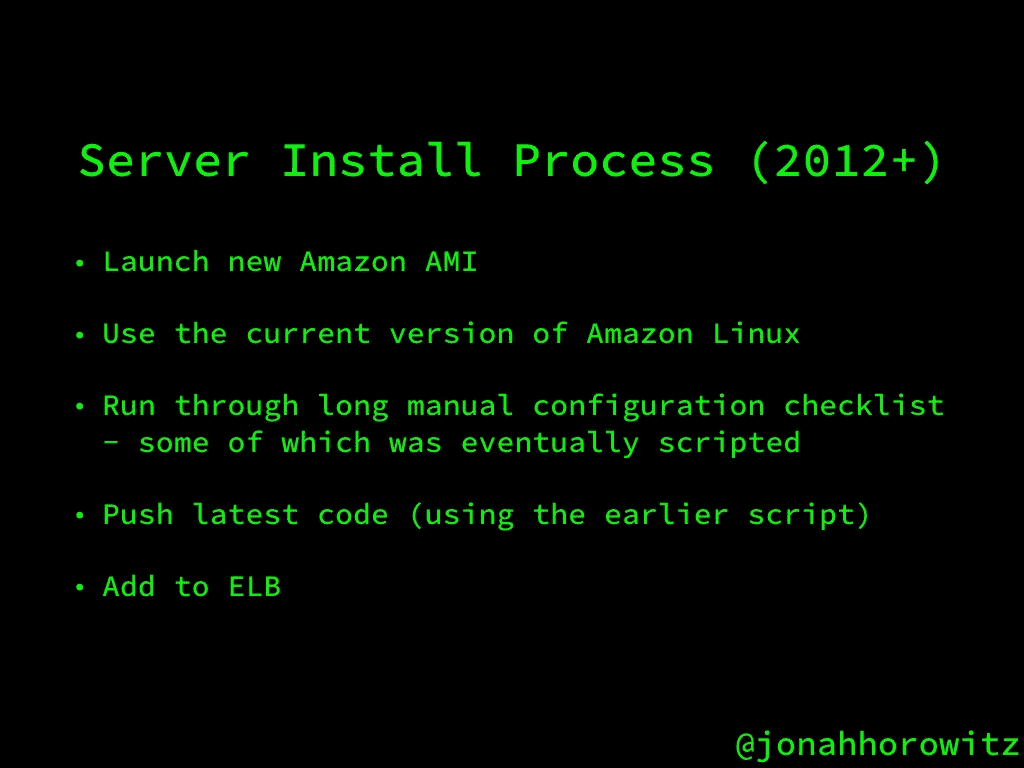 Server Install Process (2012+)
• Launch new Amazon AMI
• Use the current version of Amazon Linux
• Run through long manual configuration checklist
– some of which was eventually scripted
• Push latest code (using the earlier script)
• Add to ELB
@jonahhorowitz